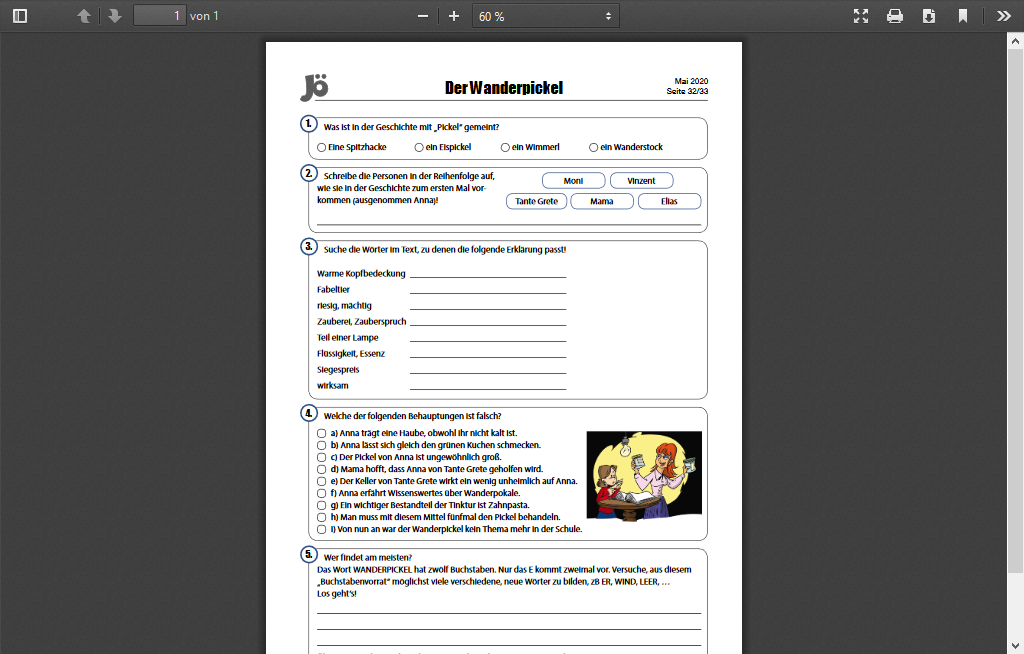 1 von 1
60 %
Jö
Der Wanderpickel
Mai 2020
Seite 32/33
1. Was ist in der Geschichte mit „Pickel“ gemeint?
Eine Spitzhacke ein Eispickel ein Wimmerl ein Wanderstock
2. Schreibe die Personen in der Reihenfolge auf,
wie sie in der Geschichte zum ersten Mal vor-
kommen (ausgenommen Anna)!
Moni Vinzent
Tante Grete Mama Elias
3. Suche die Wörter im Text, zu denen die folgende Erklärung passt!
Warme Kopfbedeckung
Fabeltier
riesig, mächtig
Zauberei, Zauberspruch
Teil einer Lampe
Flüssigkeit, Essenz
Siegespreis
wirksam
4. Welche der folgenden Behauptungen ist falsch?
a) Anna trägt eine Haube, obwohl ihr nicht kalt ist.
b) Anna lässt sich gleich den grünen Kuchen schmecken.
c) Der Pickel von Anna ist ungewöhnlich groß.
d) Mama hofft, dass Anna von Tante Grete geholfen wird.
e) Der Keller von Tante Grete wirkt ein wenig unheimlich auf Anna.
f) Anna erfährt Wissenswertes über Wanderpokale.
g) Ein wichtiger Bestandteil der Tinktur ist Zahnpasta.
h) Man muss mit diesem Mittel fünfmal den Pickel behandeln.
i) Von nun an war der Wanderpickel kein Thema mehr in der Schule.
5. Wer findet am meisten?
Das Wort WANDERPICKEL hat zwölf Buchstaben. Nur das E kommt zweimal vor. Versuche, aus diesem
„Buchstabenvorrat“ möglichst viele verschiedene, neue Wörter zu bilden, zB ER, WIND, LEER, …
Los geht's!